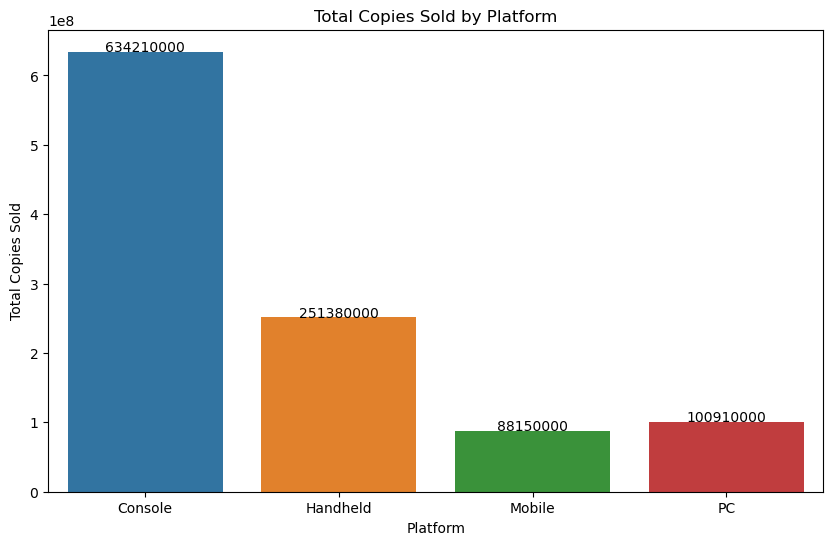 Total Copies Sold by Platform
1e8
634210000
6
5
4
251380000
3
2
88150000
100910000
1
0
Total Copies Sold
Console
Handheld
Mobile
PC
Platform